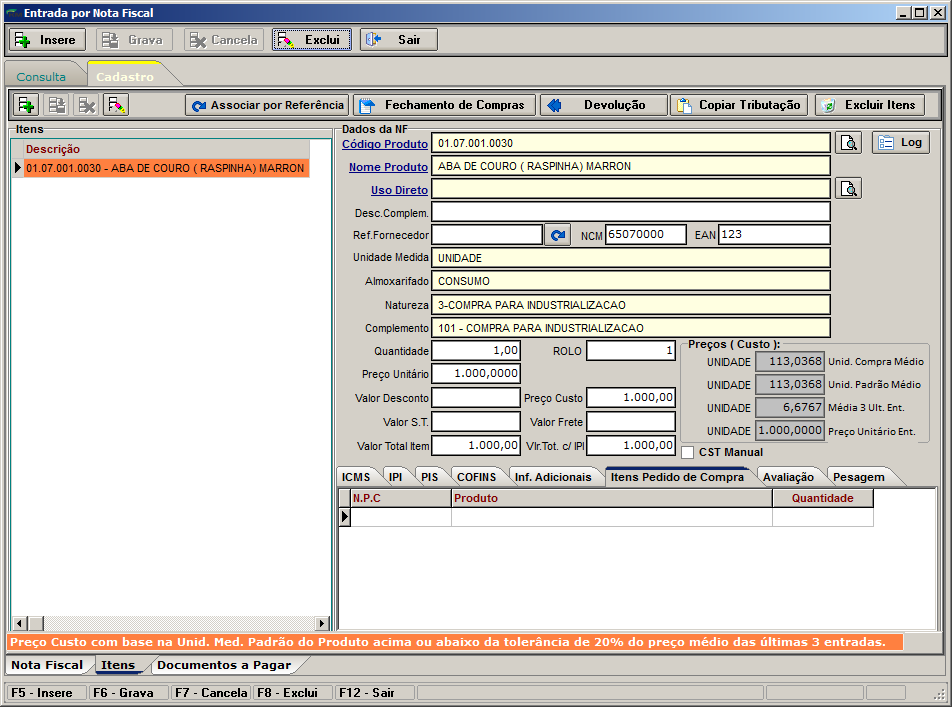 Entrada por Nota Fiscal
Insere Grava Cancela Exclui Sair
Consulta Cadastro
Associar por Referência Fechamento de Compras Devolução Copiar Tributação Excluir Itens
Itens
Descrição
01.07.001.0030 - ABA DE COURO ( RASPINHA) MARRON
Dados da NF
Código Produto 01.07.001.0030 Log
Nome Produto ABA DE COURO ( RASPINHA) MARRON
Uso Direto
Desc.Complem.
Ref.Fornecedor NCM 65070000 EAN 123
Unidade Medida UNIDADE
Almoxarifado CONSUMO
Natureza 3-COMPRA PARA INDUSTRIALIZACAO
Complemento 101 - COMPRA PARA INDUSTRIALIZACAO
Quantidade 1,00 ROLO 1
Preço Unitário 1.000,0000
Valor Desconto Preço Custo 1.000,00
Valor S.T. Valor Frete
Valor Total Item 1.000,00 Vlr.Tot. c/ IPI 1.000,00
Preços ( Custo ):
UNIDADE 113,0368 Unid. Compra Médio
UNIDADE 113,0368 Unid. Padrão Médio
UNIDADE 6,6767 Média 3 Ult. Ent.
UNIDADE 1.000,0000 Preço Unitário Ent.
CST Manual
ICMS IPI PIS COFINS Inf. Adicionais Itens Pedido de Compra Avaliação Pesagem
N.P.C Produto Quantidade
Preço Custo com base na Unid. Med. Padrão do Produto acima ou abaixo da tolerância de 20% do preço médio das últimas 3 entradas.
Nota Fiscal Itens Documentos a Pagar
F5 - Insere F6 - Grava F7 - Cancela F8 - Exclui F12 - Sair